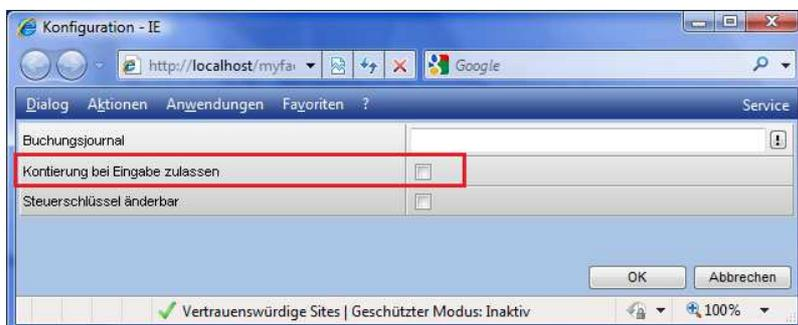 Konfiguration - IE
http://localhost/myfa
Google
Dialog Aktionen Anwendungen Favoriten ? Service
Buchungsjournal
Kontierung bei Eingabe zulassen
Steuerschlüssel änderbar
OK Abbrechen
Vertrauenswürdige Sites | Geschützter Modus: Inaktiv 100%